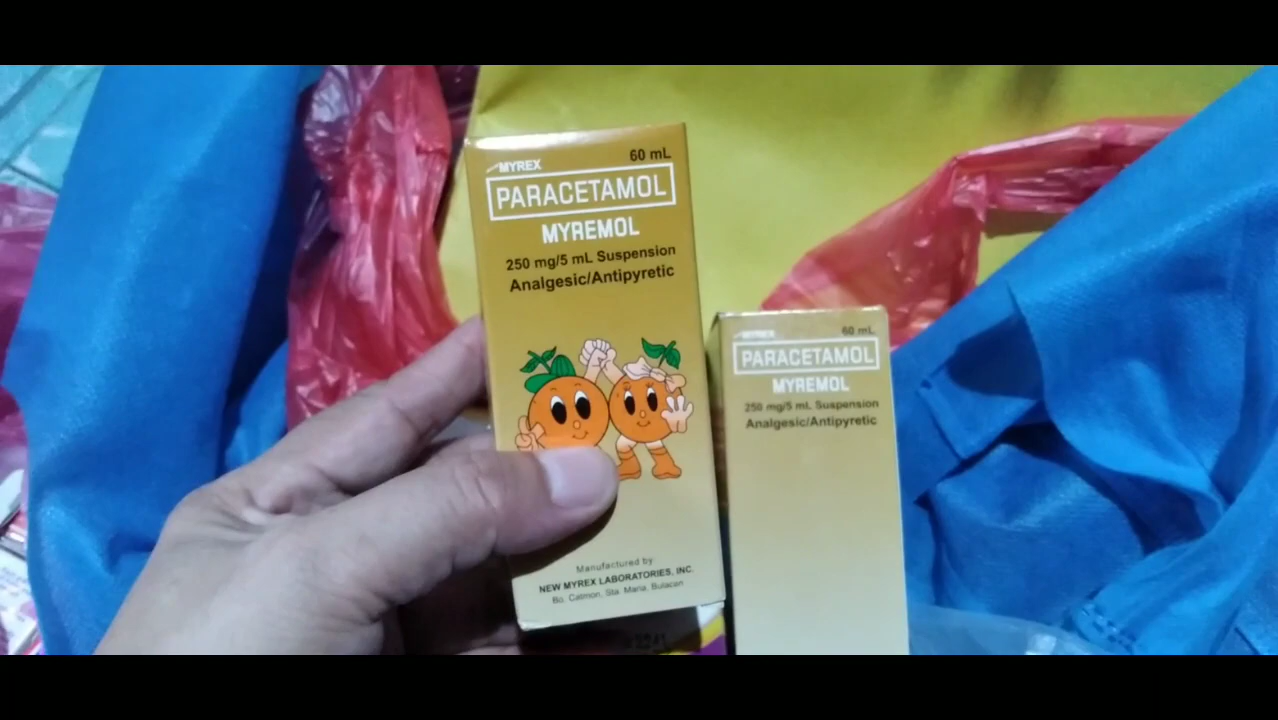 MYREX 60 mL
PARACETAMOL
MYREMOL
250 mg/5 mL Suspension
Analgesic/Antipyretic
Manufactured by:
NEW MYREX LABORATORIES, INC.
Bo. Catmon, Sta. Maria, Bulacan
MYREX 60 mL
PARACETAMOL
MYREMOL
250 mg/5 mL Suspension
Analgesic/Antipyretic